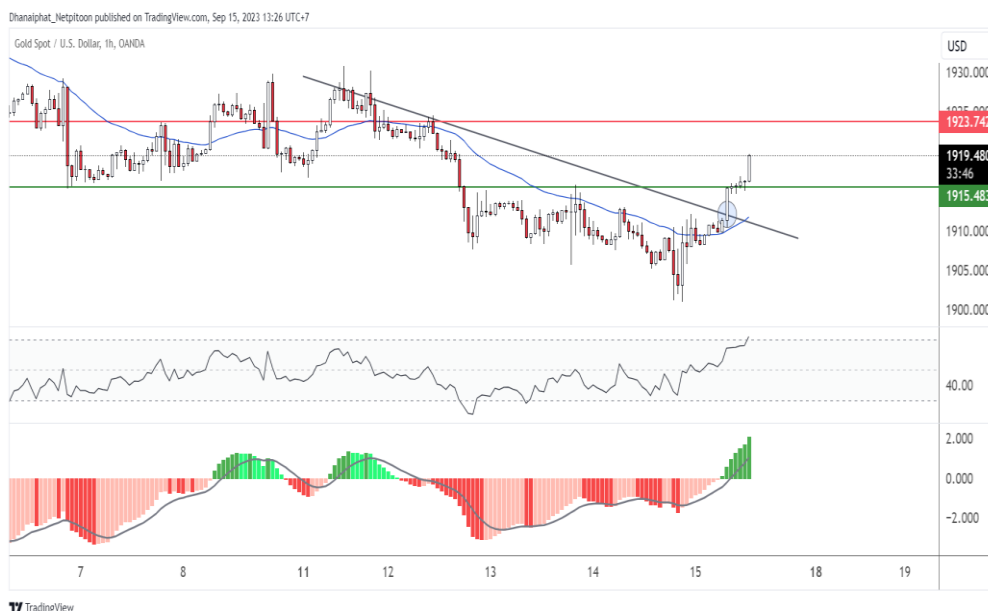 Dhanaiphat_Netpitoon published on TradingView.com, Sep 15, 2023 13:26 UTC+7
Gold Spot / U.S. Dollar, 1h, OANDA
USD
1930.000
1925.000
1923.742
1919.480
33:46
1915.483
1910.000
1905.000
1900.000
40.00
2.000
0.000
−2.000
7 8 11 12 13 14 15 18 19
TradingView